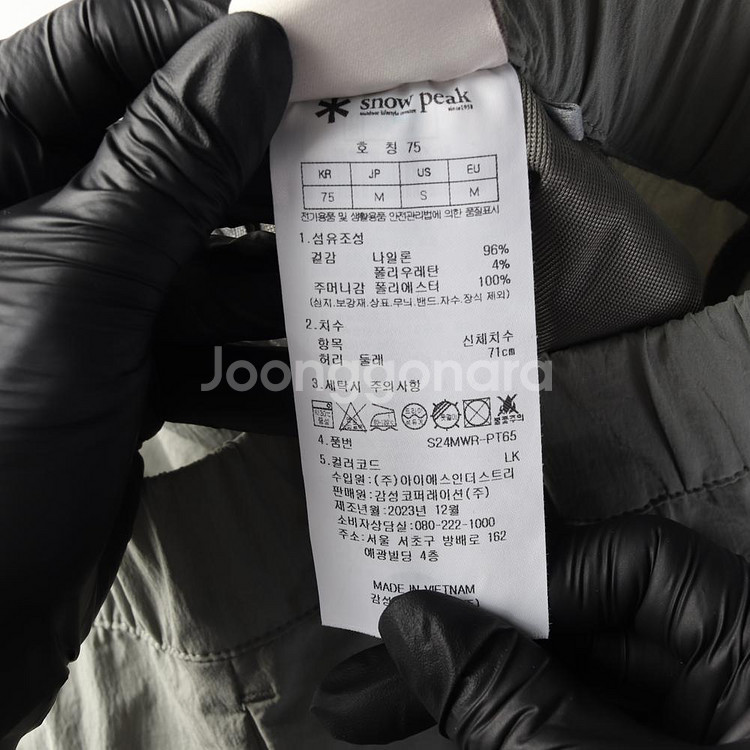 snow peak
호 칭 75
KR JP US EU
75 M S M
전기용품 및 생활용품 안전관리법에 의한 품질표시
1.섬유조성
겉감 나일론 96%
폴리우레탄 4%
주머니감 폴리에스터 100%
(심지.보강재.상표.무늬.밴드.자수.장식 제외)
2.치수
항목 신체치수
허리 둘레 71cm
Joonggonara
3.세탁시 주의사항
4.품번 S24MWR-PT65
5.컬러코드 LK
수입원:(주)아이에스인더스트리
판매원:감성코퍼레이션(주)
제조년월:2023년 12월
소비자상담실:080-222-1000
주소:서울 서초구 방배로 162
예광빌딩 4층
MADE IN VIETNAM
감성